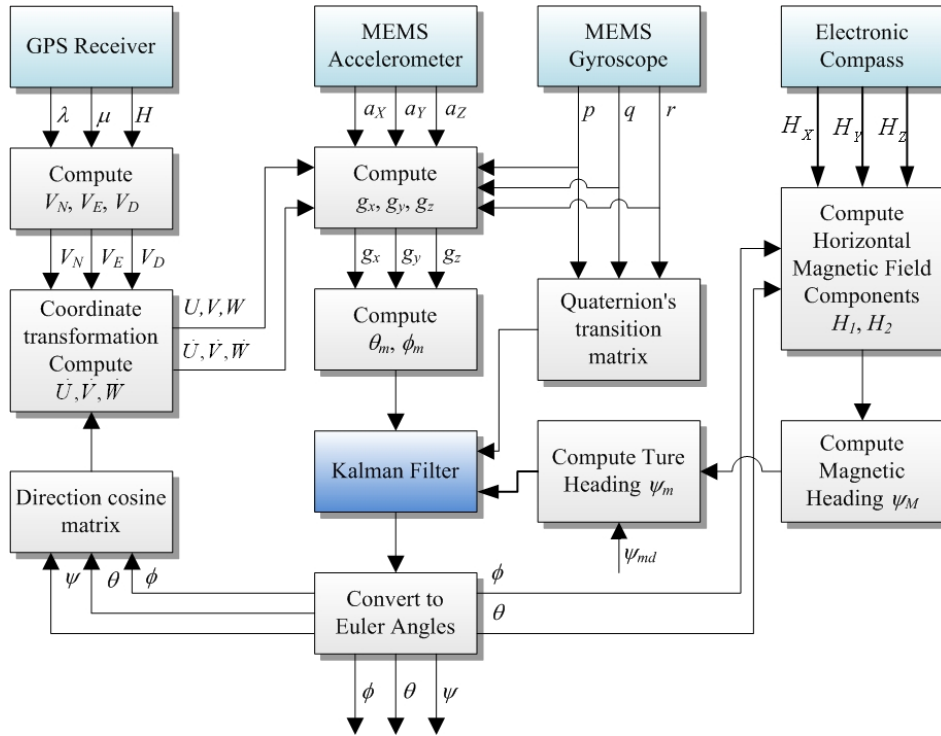 GPS Receiver
MEMS
Accelerometer
MEMS
Gyroscope
Electronic
Compass
λ μ H
a_X a_Y a_Z
p q r
H_X H_Y H_Z
Compute
V_N, V_E, V_D
Compute
g_x, g_y, g_z
Compute
Horizontal
Magnetic Field
Components
H_1, H_2
V_N V_E V_D
g_x g_y g_z
Coordinate
transformation
Compute
U̇,V̇,Ẇ
U,V,W
U̇,V̇,Ẇ
Compute
θ_m, ϕ_m
Quaternion's
transition
matrix
Direction cosine
matrix
Kalman Filter
Compute Ture
Heading ψ_m
Compute
Magnetic
Heading ψ_M
ψ_md
ψ θ ϕ
Convert to
Euler Angles
ϕ
θ
ϕ θ ψ